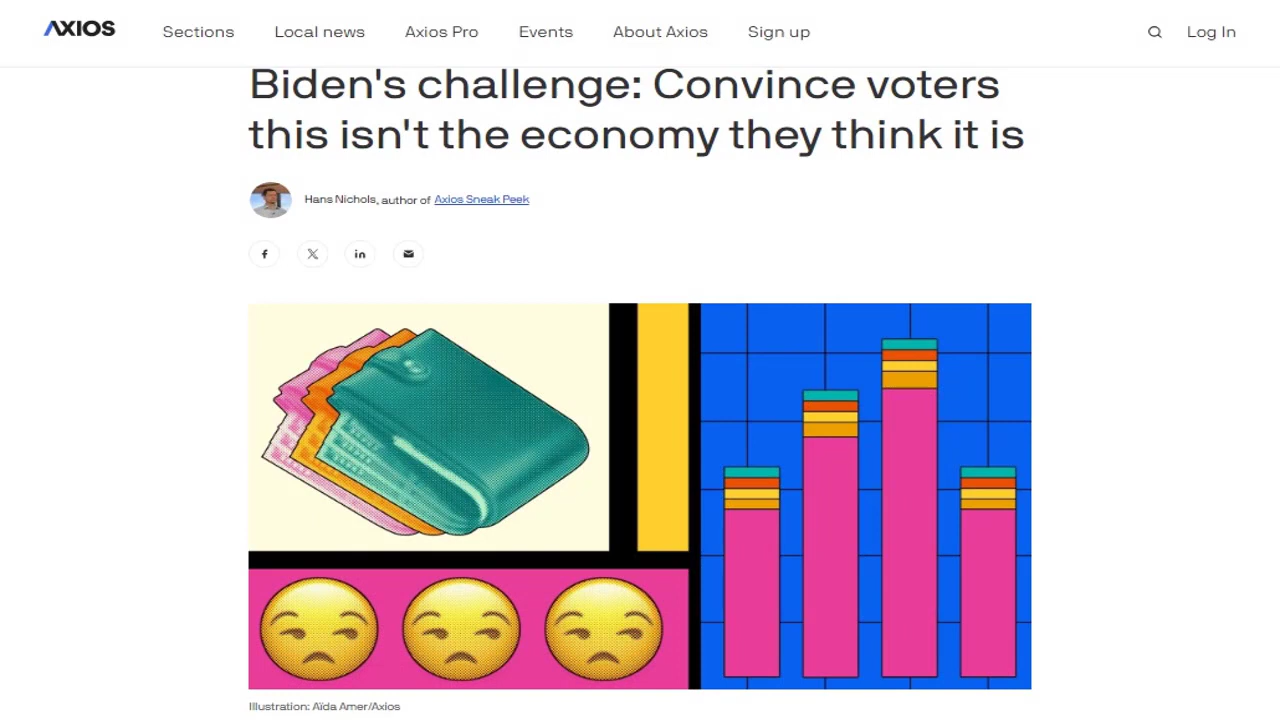 AXIOS Sections Local news Axios Pro Events About Axios Sign up Log In
Biden's challenge: Convince voters
this isn't the economy they think it is
Hans Nichols, author of Axios Sneak Peek
Illustration: Aïda Amer/Axios